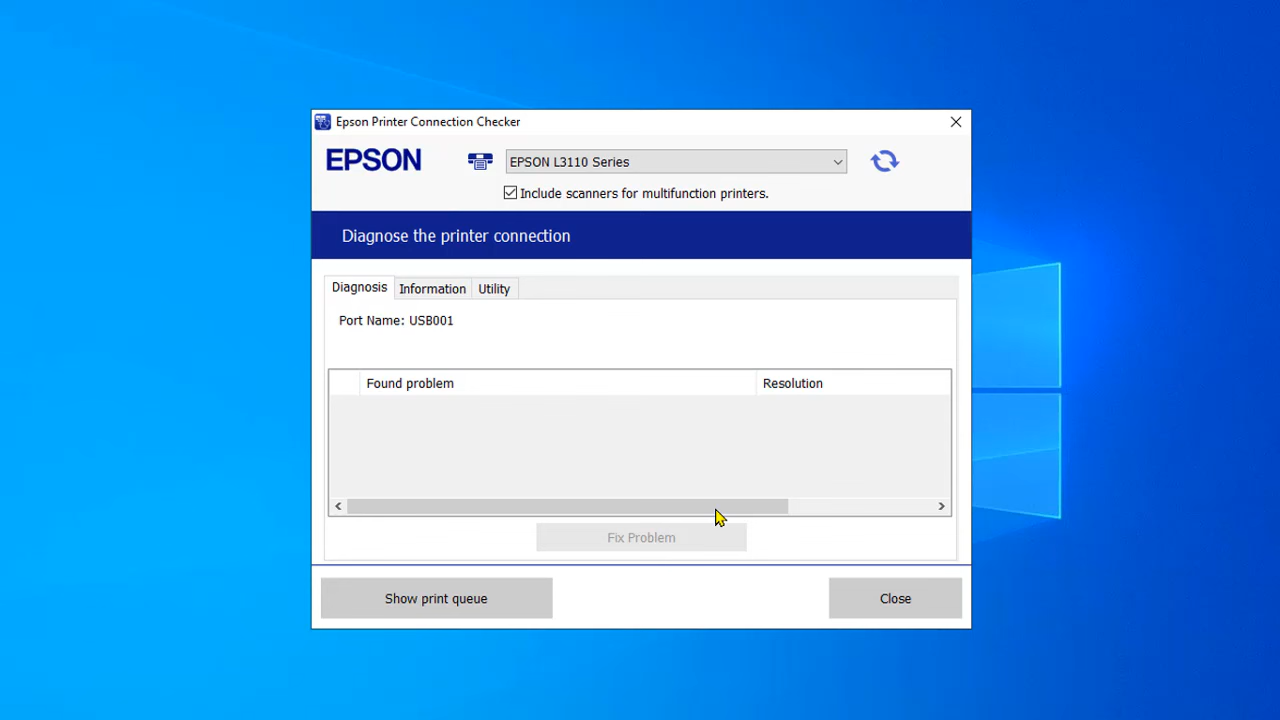 Epson Printer Connection Checker
EPSON
EPSON L3110 Series
Include scanners for multifunction printers.
Diagnose the printer connection
Diagnosis
Information
Utility
Port Name: USB001
Found problem
Resolution
Fix Problem
Show print queue
Close